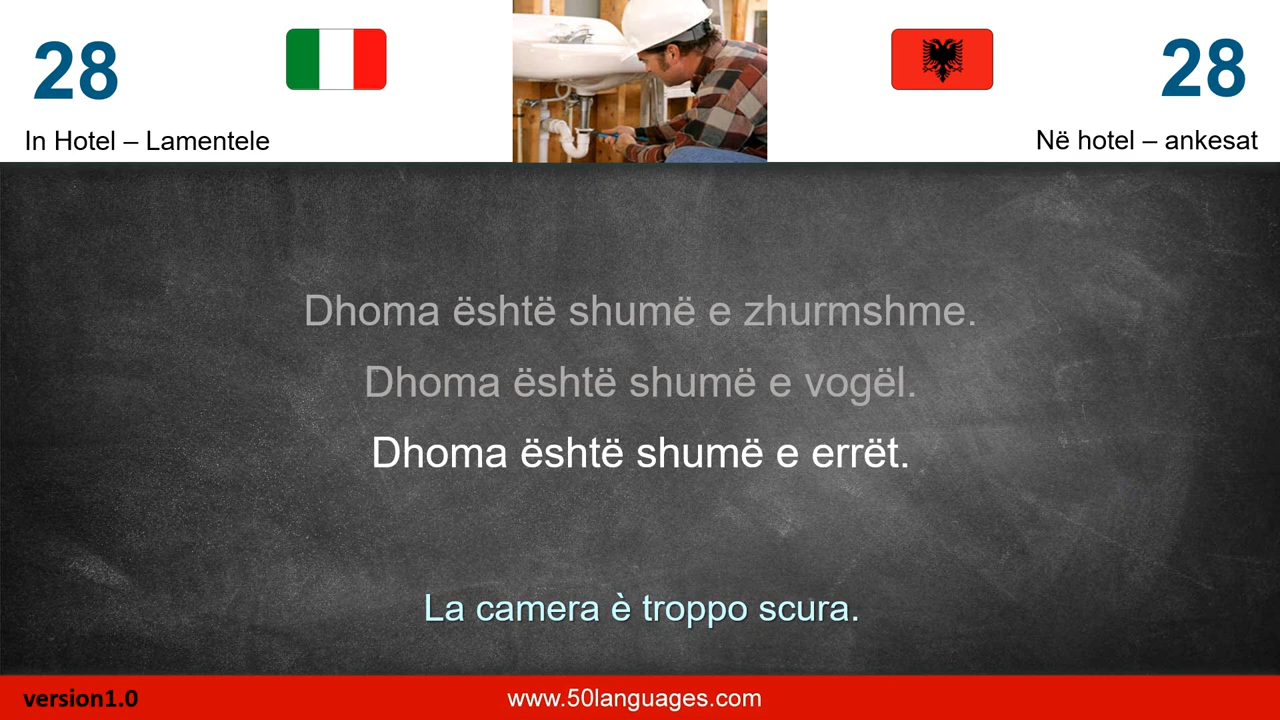 28
28
In Hotel – Lamentele
Në hotel – ankesat
Dhoma është shumë e zhurmshme.
Dhoma është shumë e vogël.
Dhoma është shumë e errët.
La camera è troppo scura.
version1.0
www.50languages.com